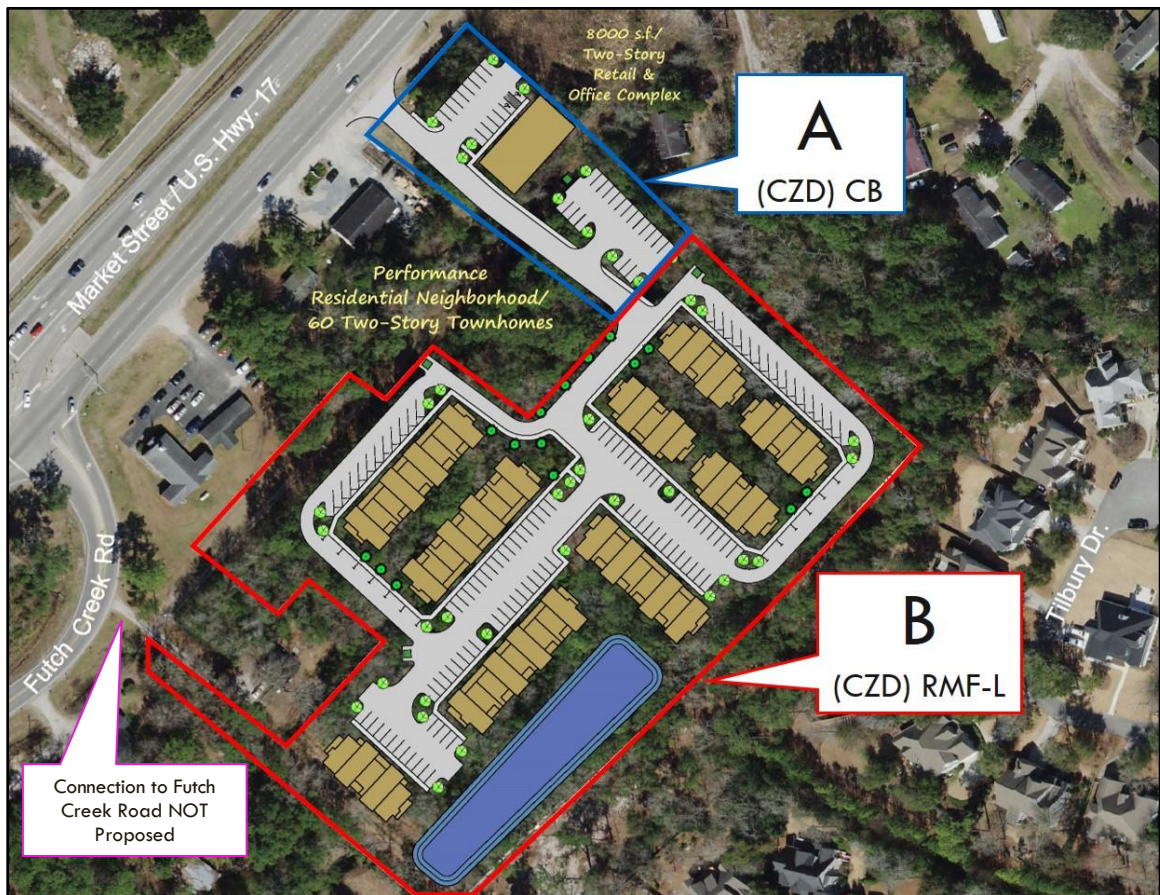 8000 s.f./
Two-Story
Retail &
Office Complex
A
(CZD) CB
Market Street / U.S. Hwy. 17
Performance
Residential Neighborhood/
60 Two-Story Townhomes
Futch Creek Rd
Tilbury Dr.
B
(CZD) RMF-L
Connection to Futch
Creek Road NOT
Proposed